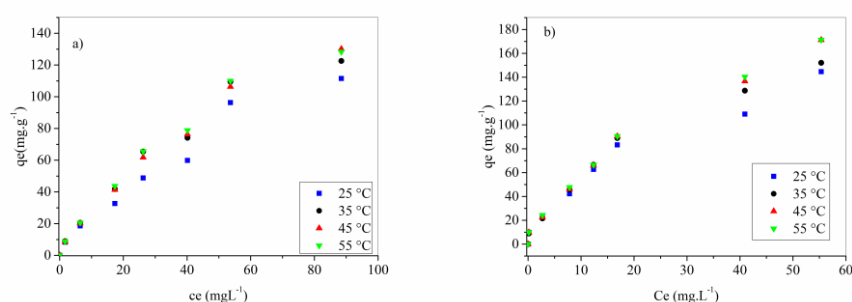 a)
140
120
100
80
60
40
20
0
qe(mg.g-1)
0 20 40 60 80 100
ce (mgL-1)
25 °C
35 °C
45 °C
55 °C
b)
180
160
140
120
100
80
60
40
20
0
qe (mg.g-1)
0 10 20 30 40 50 60
Ce (mg.L-1)
25 °C
35 °C
45 °C
55 °C